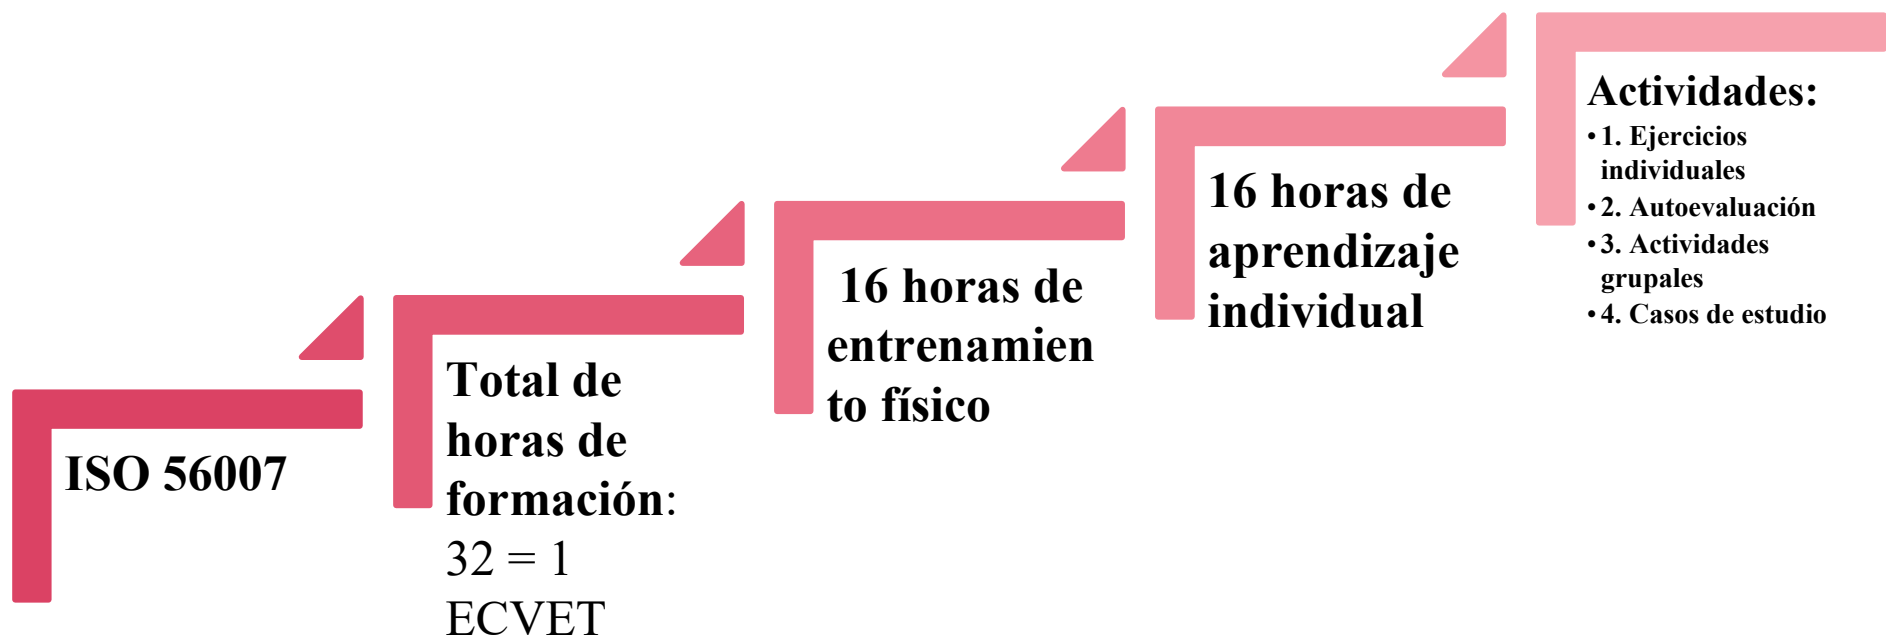 ISO 56007
Total de
horas de
formación:
32 = 1
ECVET
16 horas de
entrenamien
to físico
16 horas de
aprendizaje
individual
Actividades:
• 1. Ejercicios
individuales
• 2. Autoevaluación
• 3. Actividades
grupales
• 4. Casos de estudio